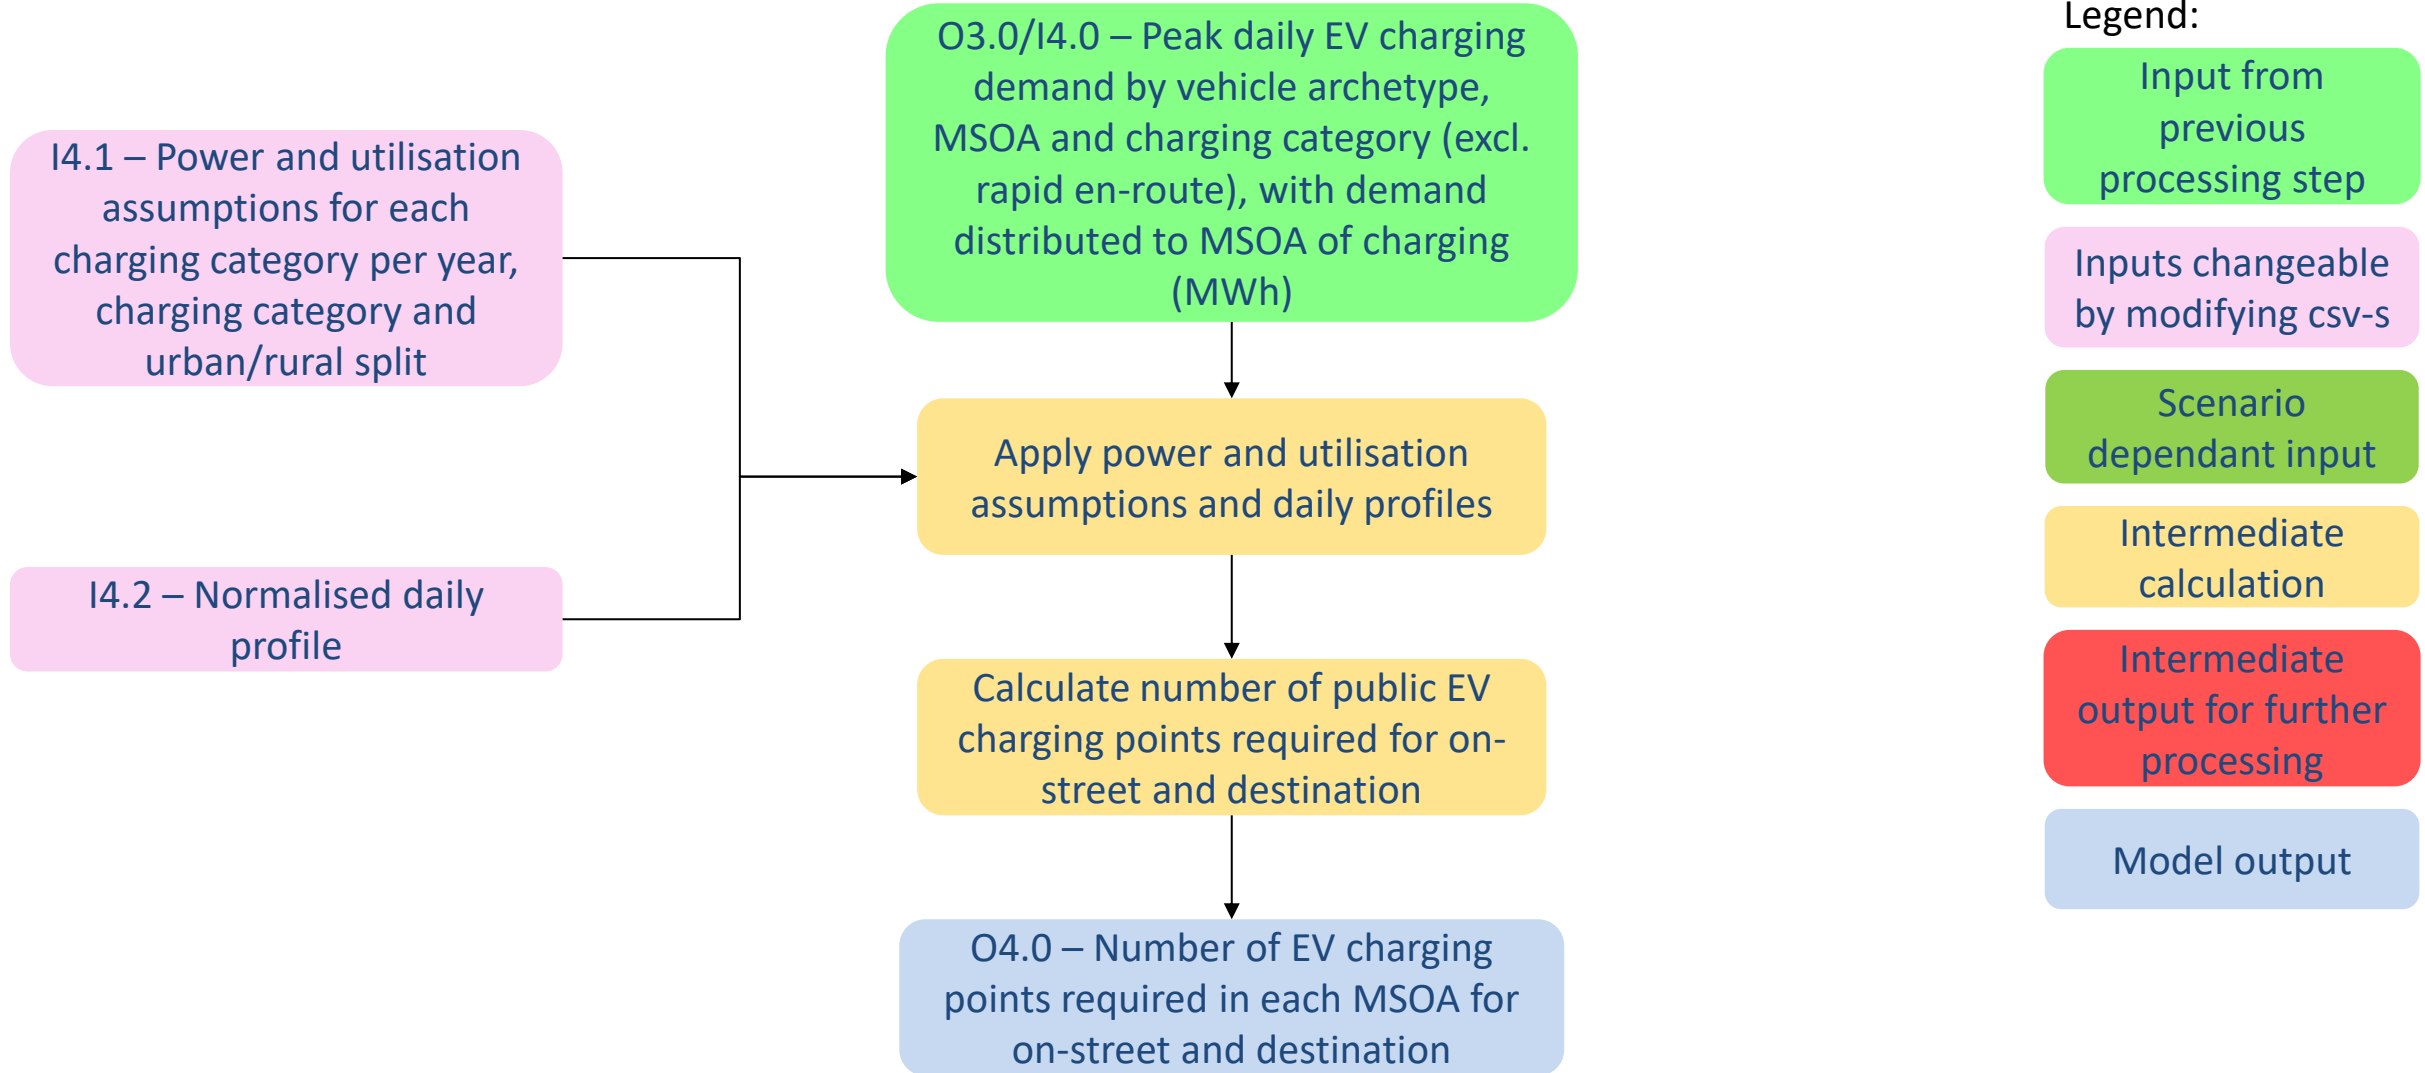 O3.0/I4.0 – Peak daily EV charging
demand by vehicle archetype,
MSOA and charging category (excl.
rapid en-route), with demand
distributed to MSOA of charging
(MWh)
I4.1 – Power and utilisation
assumptions for each
charging category per year,
charging category and
urban/rural split
I4.2 – Normalised daily
profile
Apply power and utilisation
assumptions and daily profiles
Calculate number of public EV
charging points required for on-
street and destination
O4.0 – Number of EV charging
points required in each MSOA for
on-street and destination
Legend:
Input from
previous
processing step
Inputs changeable
by modifying csv-s
Scenario
dependant input
Intermediate
calculation
Intermediate
output for further
processing
Model output